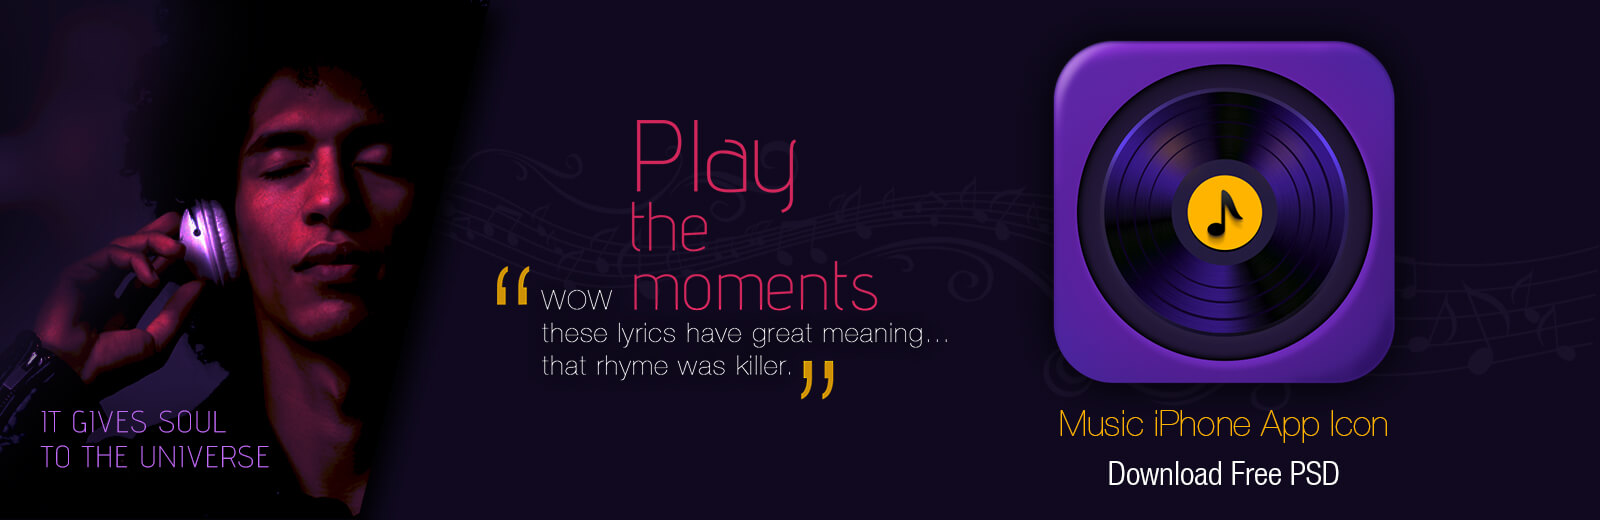 IT GIVES SOUL
TO THE UNIVERSE
Play
the
moments
“ WOW
these lyrics have great meaning...
that rhyme was killer. ”
Music iPhone App Icon
Download Free PSD